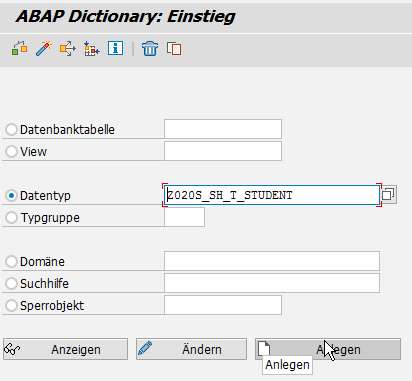 ABAP Dictionary: Einstieg
Datenbanktabelle
View
Datentyp Z020S_SH_T_STUDENT
Typgruppe
Domäne
Suchhilfe
Sperrobjekt
Anzeigen Ändern Anlegen
Anlegen